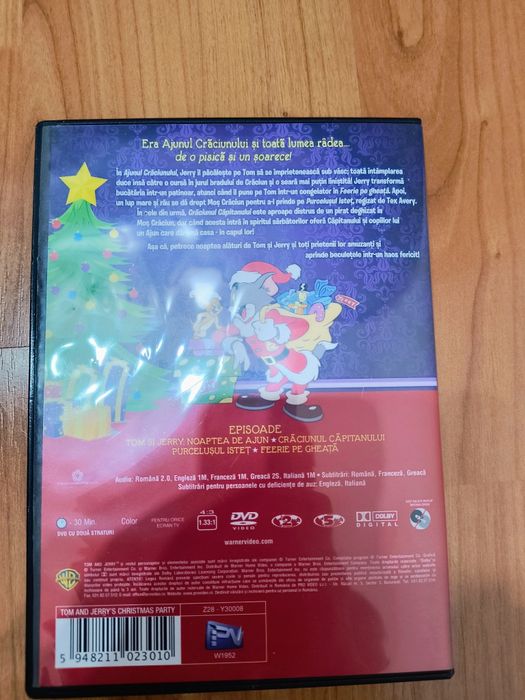 Era Ajunul Crăciunului și toată lumea râdea...
de o pisică și un șoarece!
În Ajunul Crăciunului, Jerry îl păcălește pe Tom să se împrietenească sub vâsc; toată întâmplarea
duce însă către o cursă în jurul bradului de Crăciun și o seară mai puțin liniștită! Jerry transformă
bucătăria într-un patinoar, atunci când îl pune pe Tom într-un congelator în Feerie pe gheață. Apoi,
un lup mare și rău se dă drept Moș Crăciun pentru a-l prinde pe Purcelușul Isteț, regizat de Tex Avery.
În cele din urmă, Crăciunul Căpitanului este aproape distrus de un pirat deghizat în
Moș Crăciun, dar când acesta intră în spiritul sărbătorilor oferă Căpitanului și copiilor lui
un Ajun care dărâmă casa - în capul lor!
Așa că, petrece noaptea alături de Tom și Jerry și toți prietenii lor amuzanți și
aprinde beculețele într-un haos fericit!
EPISOADE
TOM SI JERRY: NOAPTEA DE AJUN ★ CRĂCIUNUL CĂPITANULUI
PURCELUȘUL ISTEȚ ★ FEERIE PE GHEAȚĂ
Audio: Română 2.0, Engleză 1M, Franceză 1M, Greacă 2S, Italiană 1M • Subtitrări: Română, Franceză, Greacă
Subtitrări pentru persoanele cu deficiențe de auz: Engleză, Italiană
~30 Min.
Color
PENTRU ORICE
ECRAN TV
4:3
1.33:1
DVD
VIDEO
2
5
DOLBY
DIGITAL
DVD CU DOUĂ STRATURI
warnervideo.com
WB
TOM AND JERRY'S CHRISTMAS PARTY
Z28 - Y30008
W1952
5 948211 023010